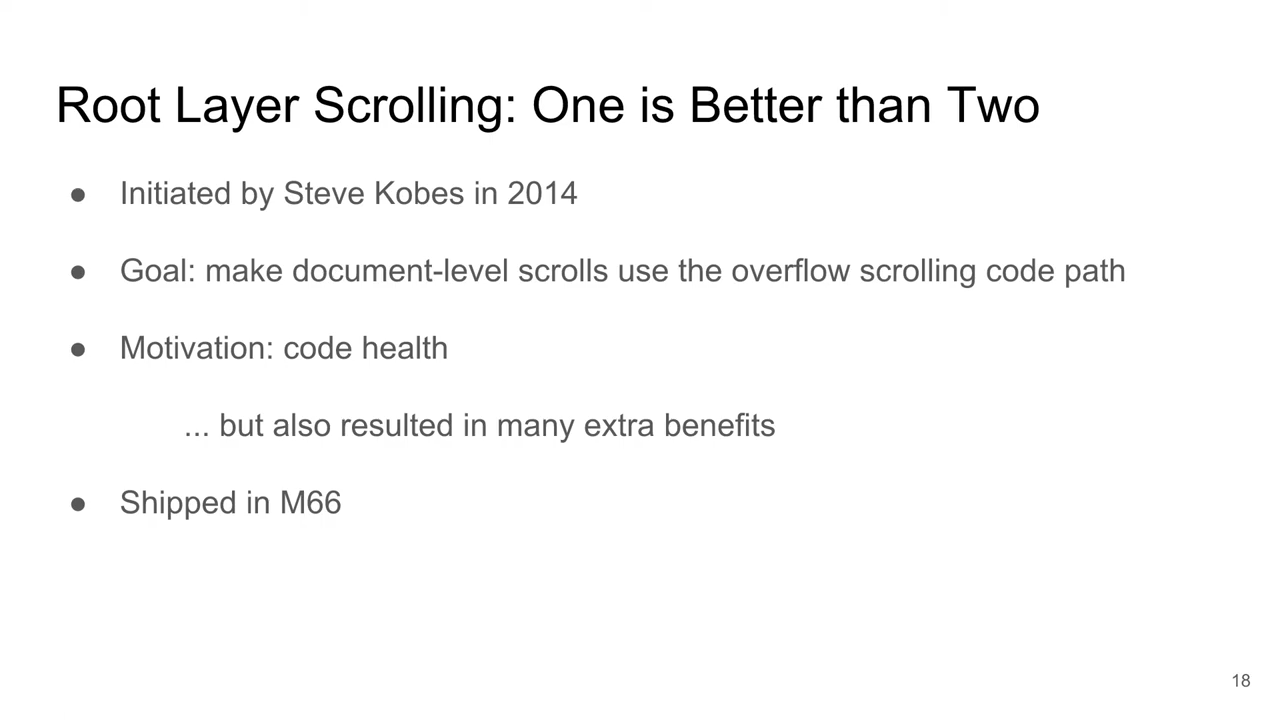 Root Layer Scrolling: One is Better than Two
● Initiated by Steve Kobes in 2014
● Goal: make document-level scrolls use the overflow scrolling code path
● Motivation: code health
... but also resulted in many extra benefits
● Shipped in M66
18